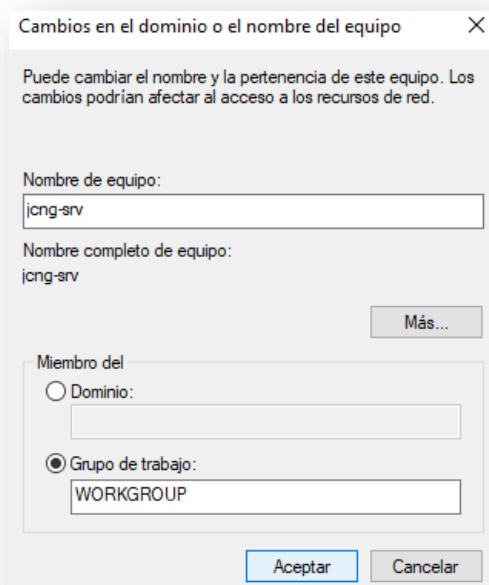 Cambios en el dominio o el nombre del equipo
Puede cambiar el nombre y la pertenencia de este equipo. Los
cambios podrían afectar al acceso a los recursos de red.
Nombre de equipo:
jcng-srv
Nombre completo de equipo:
jcng-srv
Más...
Miembro del
Dominio:
Grupo de trabajo:
WORKGROUP
Aceptar
Cancelar